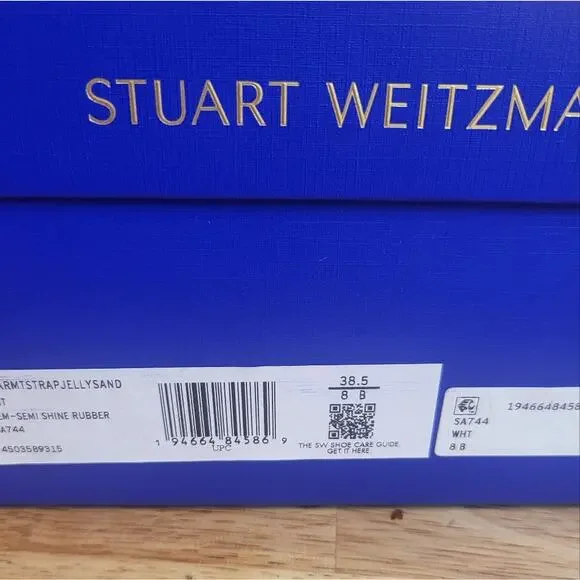 STUART WEITZMA
ARMTSTRAPJELLYSAND
T
EM-SEMI SHINE RUBBER
A744
4503589315
1 94664 84586 9
UPC
38.5
8 B
THE SW SHOE CARE GUIDE.
GET IT HERE.
1946648458
SA744
WHT
8 B